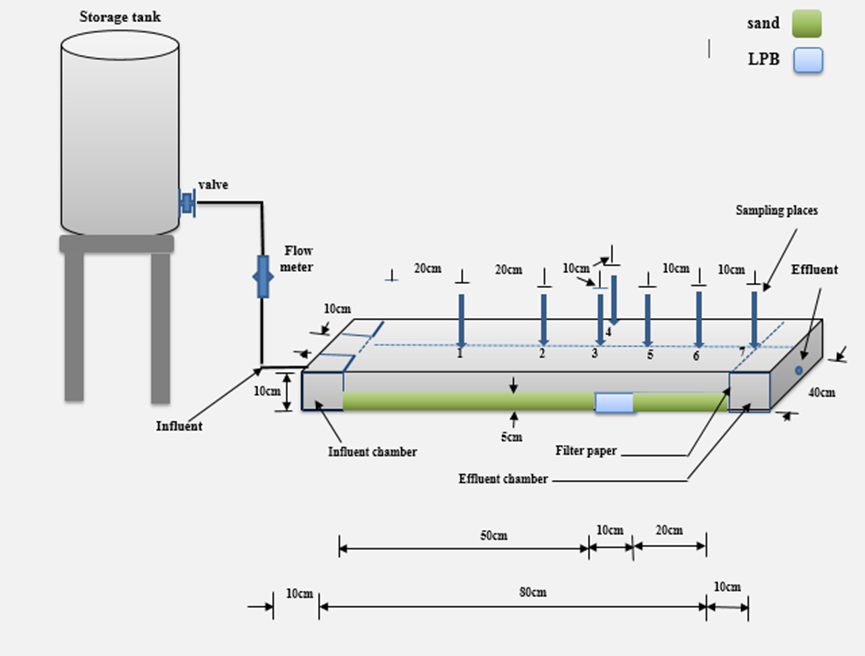 Storage tank
sand
LPB
valve
Sampling places
Flow
meter
20cm
20cm
10cm
10cm
10cm
Effluent
10cm
4
1
2
3
5
6
7
10cm
40cm
Influent
5cm
Influent chamber
Filter paper
Effluent chamber
50cm
10cm
20cm
10cm
80cm
10cm